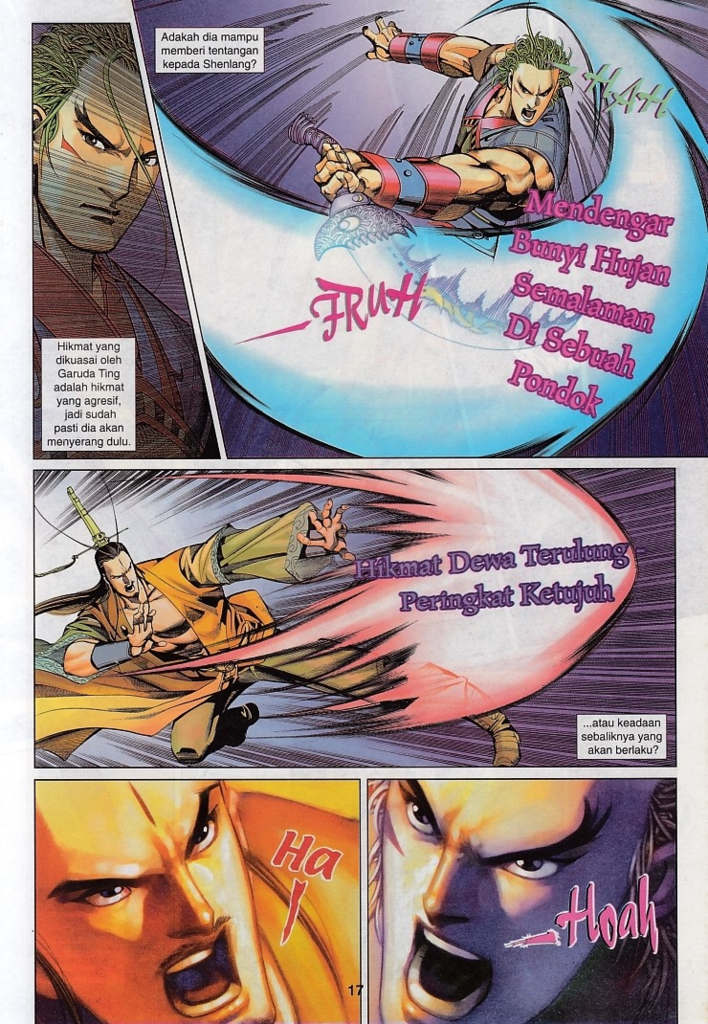 Adakah dia mampu
memberi tentangan
kepada Shenlang?
HAH
Mendengar
Bunyi Hujan
Semalaman
Di Sebuah
Pondok
FRUH
Hikmat yang
dikuasai oleh
Garuda Ting
adalah hikmat
yang agresif,
jadi sudah
pasti dia akan
menyerang dulu.
Hikmat Dewa Terulung
Peringkat Ketujuh
...atau keadaan
sebaliknya yang
akan berlaku?
Ha
!
Hoah
17